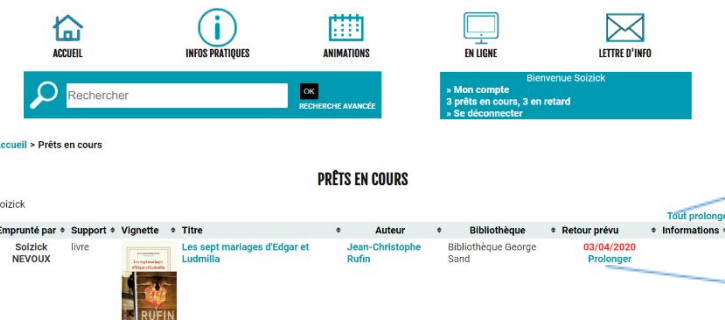 ACCUEIL INFOS PRATIQUES ANIMATIONS EN LIGNE LETTRE D'INFO
Rechercher OK
RECHERCHE AVANCÉE
Bienvenue Soizick
» Mon compte
3 prêts en cours, 3 en retard
» Se déconnecter
ccueil > Prêts en cours
PRÊTS EN COURS
oizick
Tout prolonge
Emprunté par Support Vignette Titre Auteur Bibliothèque Retour prévu Informations
Soizick livre Les sept mariages d'Edgar et Jean-Christophe Bibliothèque George 03/04/2020
NEVOUX Ludmilla Rufin Sand Prolonger
RUFIN